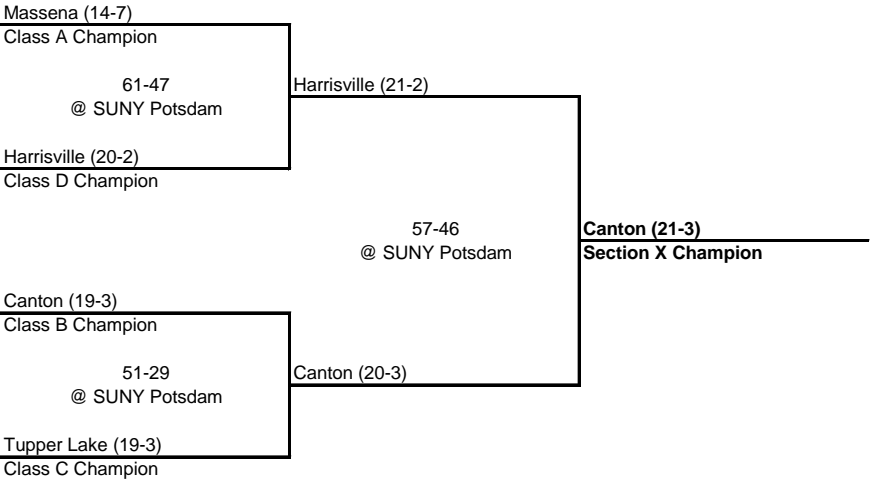 Massena (14-7)
Class A Champion
61-47
@ SUNY Potsdam
Harrisville (21-2)
Harrisville (20-2)
Class D Champion
57-46
@ SUNY Potsdam
Canton (21-3)
Section X Champion
Canton (19-3)
Class B Champion
51-29
@ SUNY Potsdam
Canton (20-3)
Tupper Lake (19-3)
Class C Champion